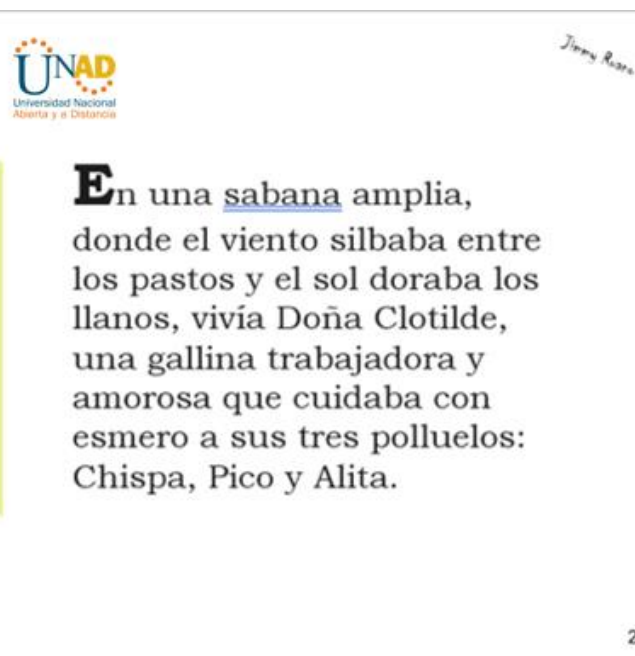 UNAD
Universidad Nacional
Abierta y a Distancia
Jimmy
En una sabana amplia,
donde el viento silbaba entre
los pastos y el sol doraba los
llanos, vivía Doña Clotilde,
una gallina trabajadora y
amorosa que cuidaba con
esmero a sus tres polluelos:
Chispa, Pico y Alita.
2